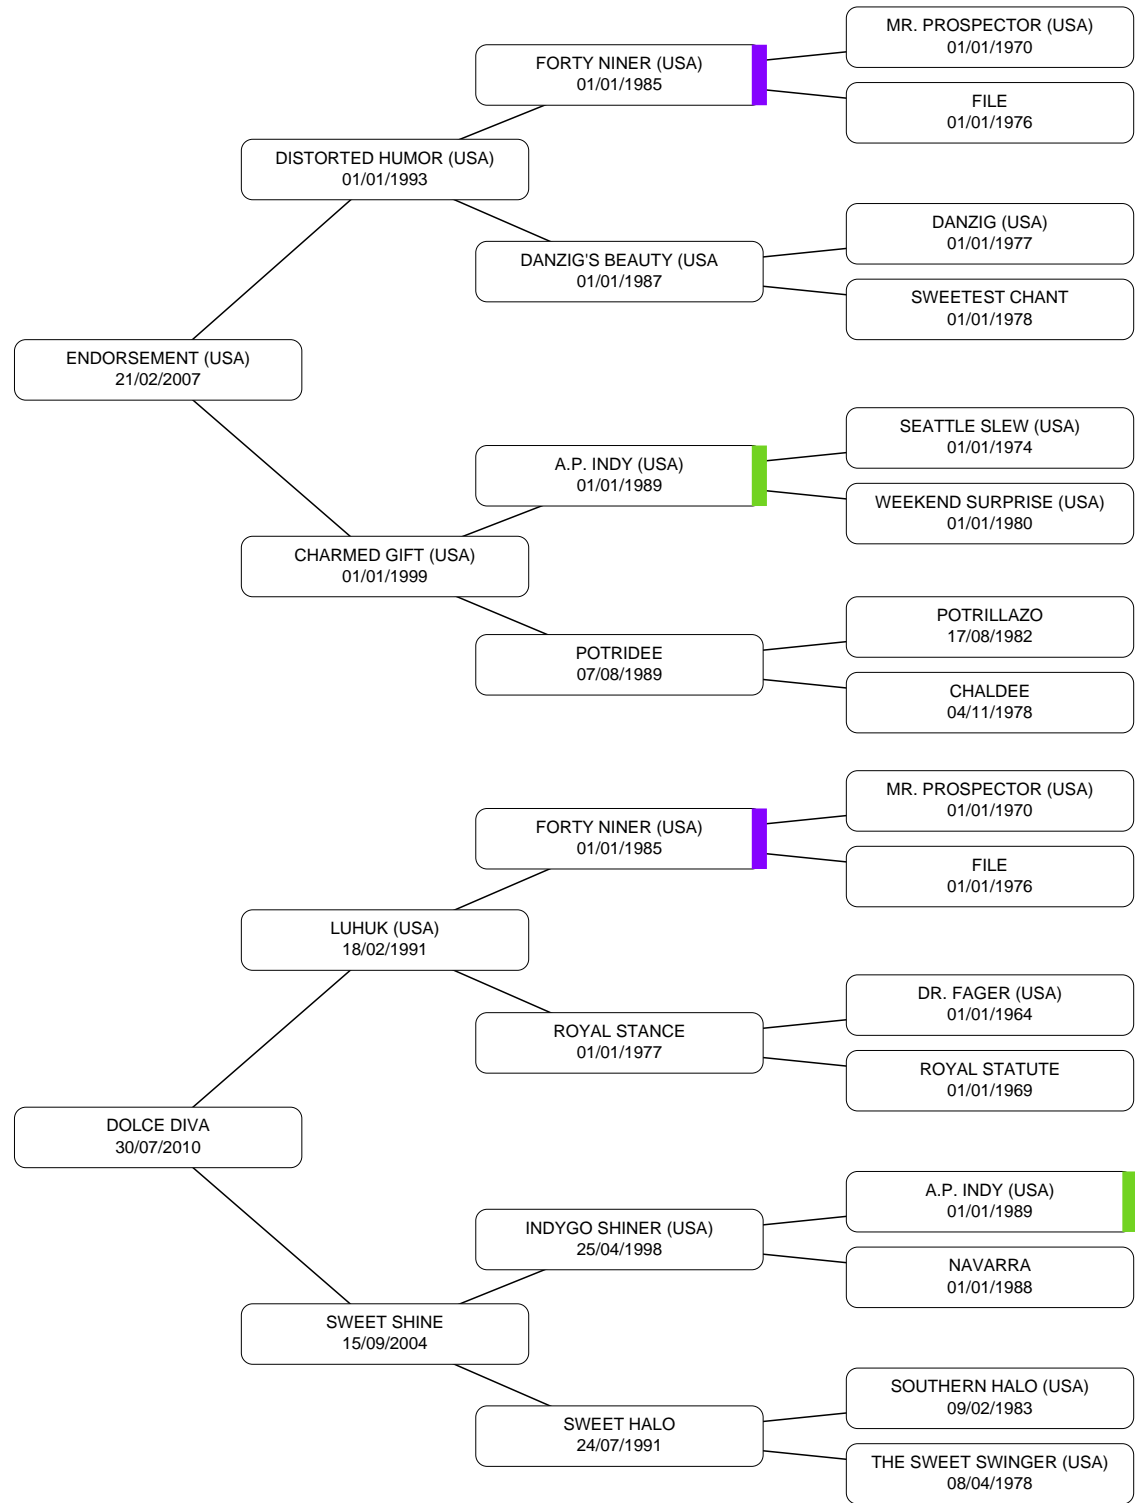 MR. PROSPECTOR (USA)
01/01/1970
FORTY NINER (USA)
01/01/1985
FILE
01/01/1976
DISTORTED HUMOR (USA)
01/01/1993
DANZIG (USA)
01/01/1977
DANZIG'S BEAUTY (USA
01/01/1987
SWEETEST CHANT
01/01/1978
ENDORSEMENT (USA)
21/02/2007
SEATTLE SLEW (USA)
01/01/1974
A.P. INDY (USA)
01/01/1989
WEEKEND SURPRISE (USA)
01/01/1980
CHARMED GIFT (USA)
01/01/1999
POTRILLAZO
17/08/1982
POTRIDEE
07/08/1989
CHALDEE
04/11/1978
MR. PROSPECTOR (USA)
01/01/1970
FORTY NINER (USA)
01/01/1985
FILE
01/01/1976
LUHUK (USA)
18/02/1991
DR. FAGER (USA)
01/01/1964
ROYAL STANCE
01/01/1977
ROYAL STATUTE
01/01/1969
DOLCE DIVA
30/07/2010
A.P. INDY (USA)
01/01/1989
INDYGO SHINER (USA)
25/04/1998
NAVARRA
01/01/1988
SWEET SHINE
15/09/2004
SOUTHERN HALO (USA)
09/02/1983
SWEET HALO
24/07/1991
THE SWEET SWINGER (USA)
08/04/1978